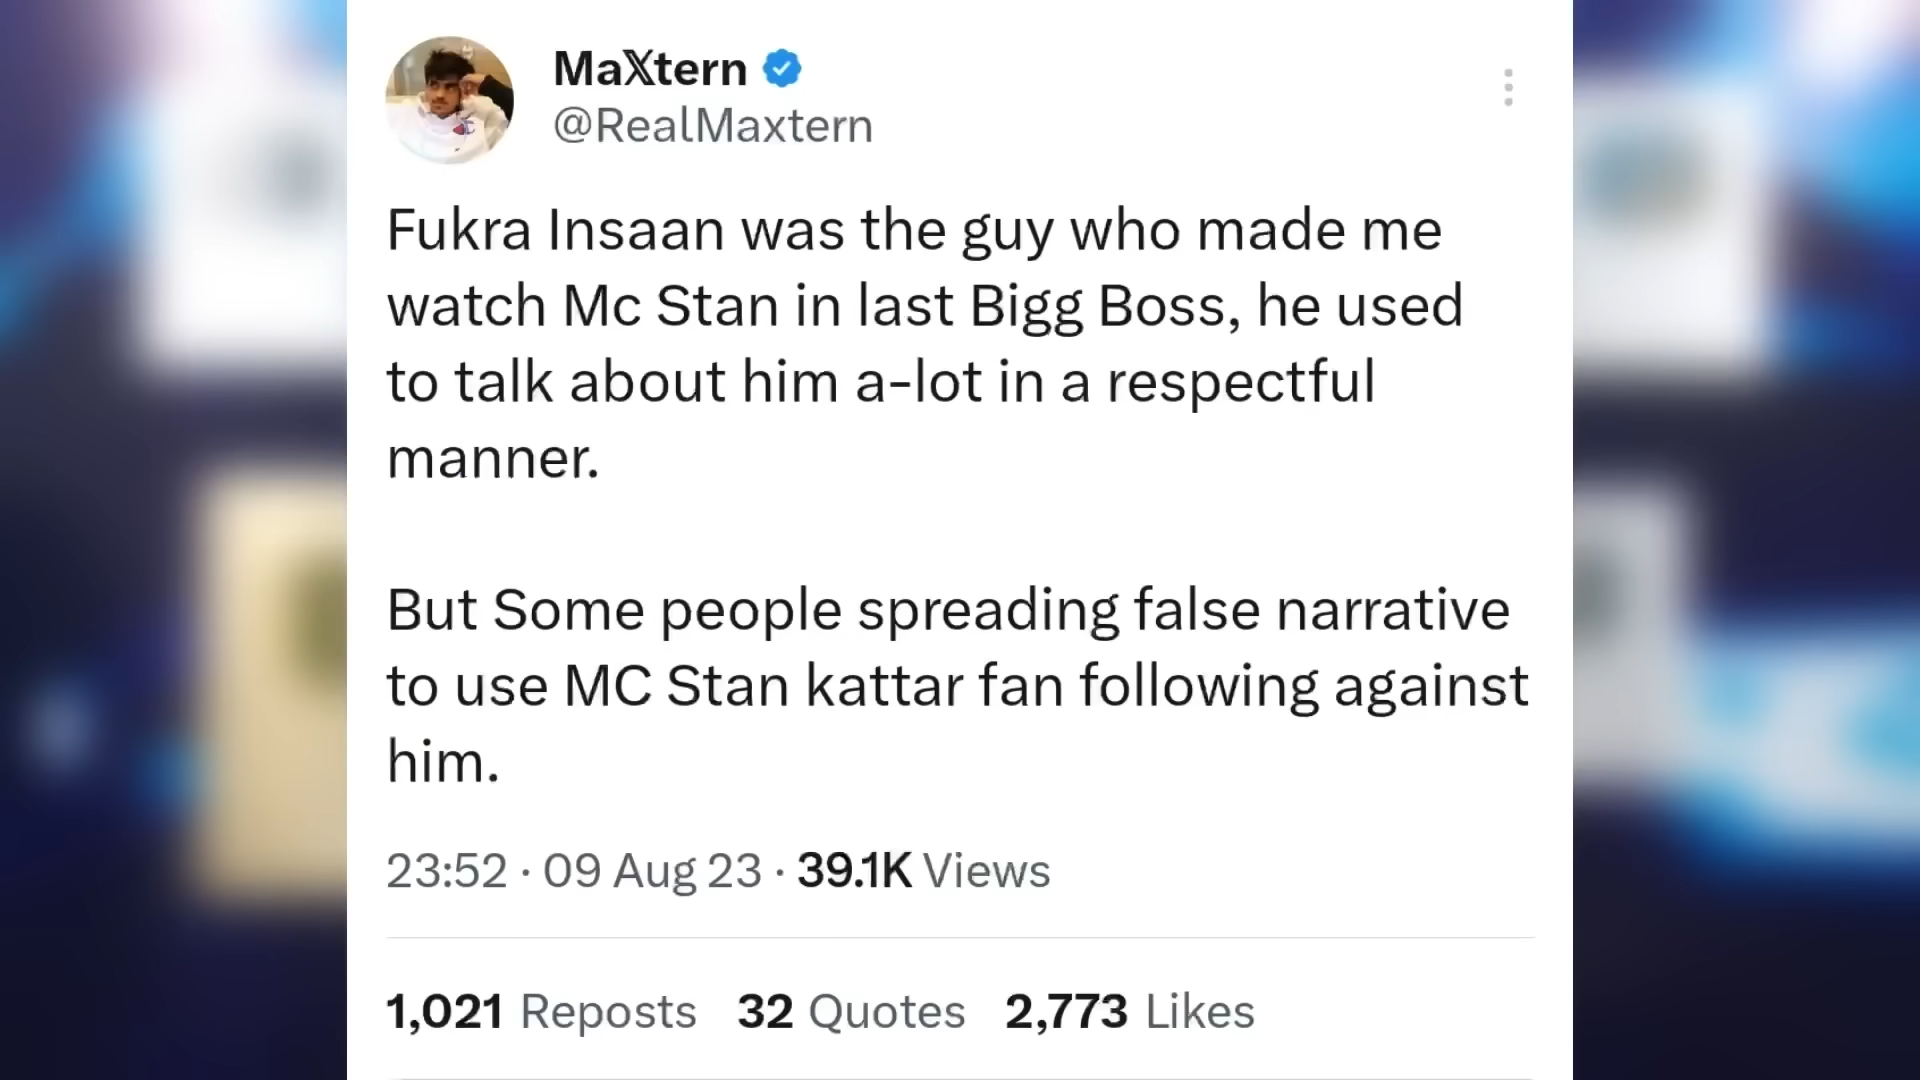 Ma𝕏tern
@RealMaxtern
Fukra Insaan was the guy who made me
watch Mc Stan in last Bigg Boss, he used
to talk about him a-lot in a respectful
manner.
But Some people spreading false narrative
to use MC Stan kattar fan following against
him.
23:52 · 09 Aug 23 · 39.1K Views
1,021 Reposts 32 Quotes 2,773 Likes